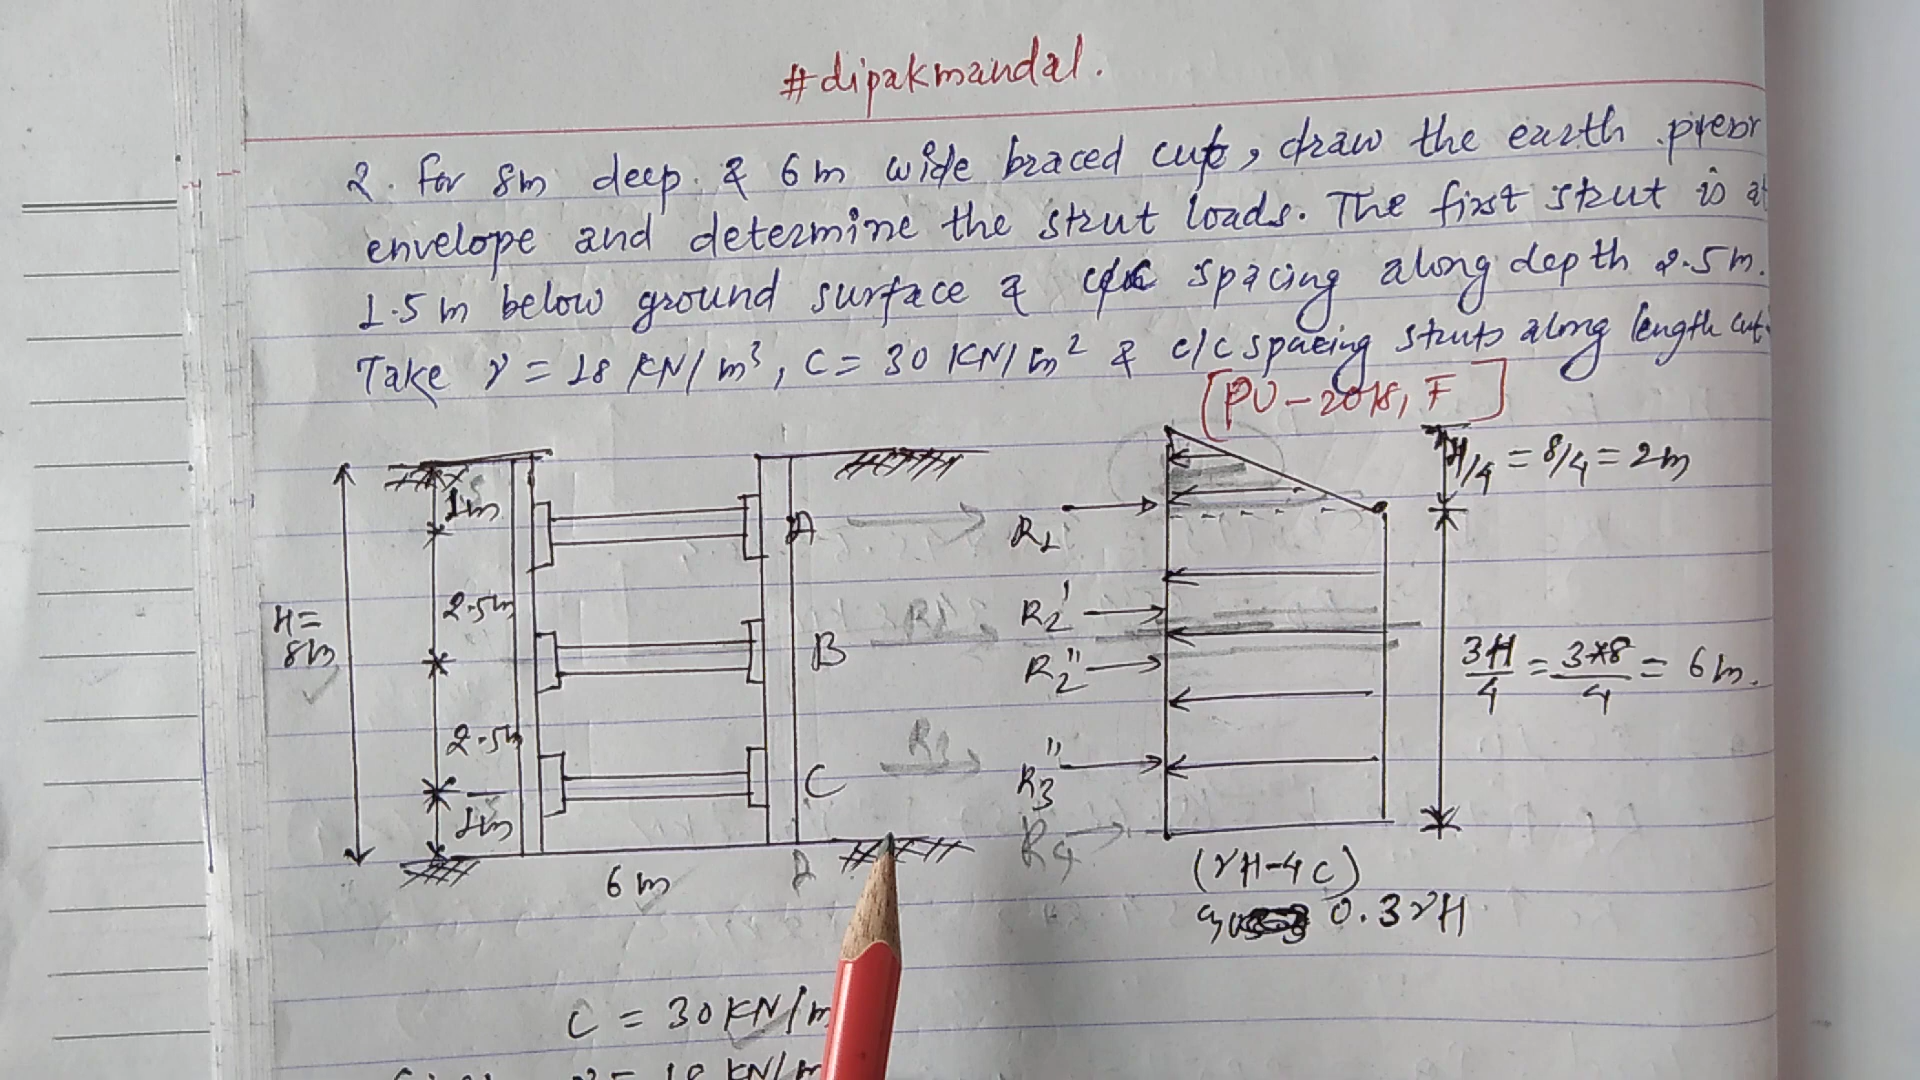 #dipakmandal.
2. For 8m deep & 6m wide braced cut, draw the earth
envelope and determine the strut loads. The first strut is at
1.5m below ground surface & c/c spacing along depth 2.5m.
Take γ = 18 KN/m³, C = 30 KN/m² & c/c spacing struts along length cut
[PU-2018, F]
H/4 = 8/4 = 2m
A
R1
2.5m
H=
8m
R2'
B
R2"
3H/4 = 3*8/4 = 6m.
2.5m
R2
C
R3"
R4
6m
(γH-4C)
0.3γH
C = 30 KN/m